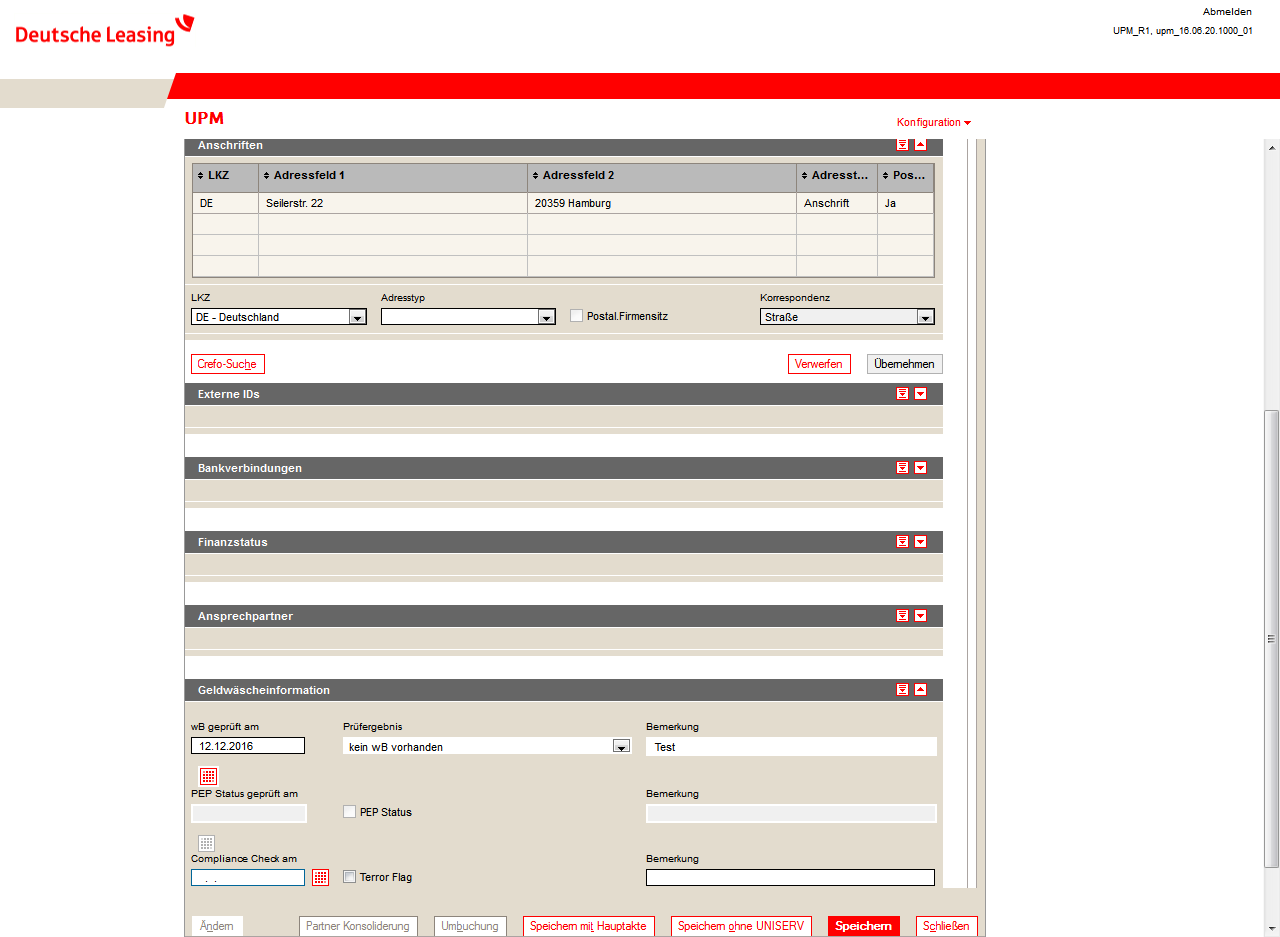 Deutsche Leasing
Abmelden
UPM_R1, upm_16.06.20.1000_01
UPM
Konfiguration
Anschriften
LKZ Adressfeld 1 Adressfeld 2 Adresst... Pos...
DE Seilerstr. 22 20359 Hamburg Anschrift Ja
LKZ Adresstyp Korrespondenz
DE - Deutschland Postal.Firmensitz Straße
Crefo-Suche Verwerfen Übernehmen
Externe IDs
Bankverbindungen
Finanzstatus
Ansprechpartner
Geldwäscheinformation
wB geprüft am Prüfergebnis Bemerkung
12.12.2016 kein wB vorhanden Test
PEP Status geprüft am Bemerkung
PEP Status
Compliance Check am Bemerkung
. . Terror Flag
Ändern Partner Konsolidierung Umbuchung Speichern mit Hauptakte Speichern ohne UNISERV Speichern Schließen